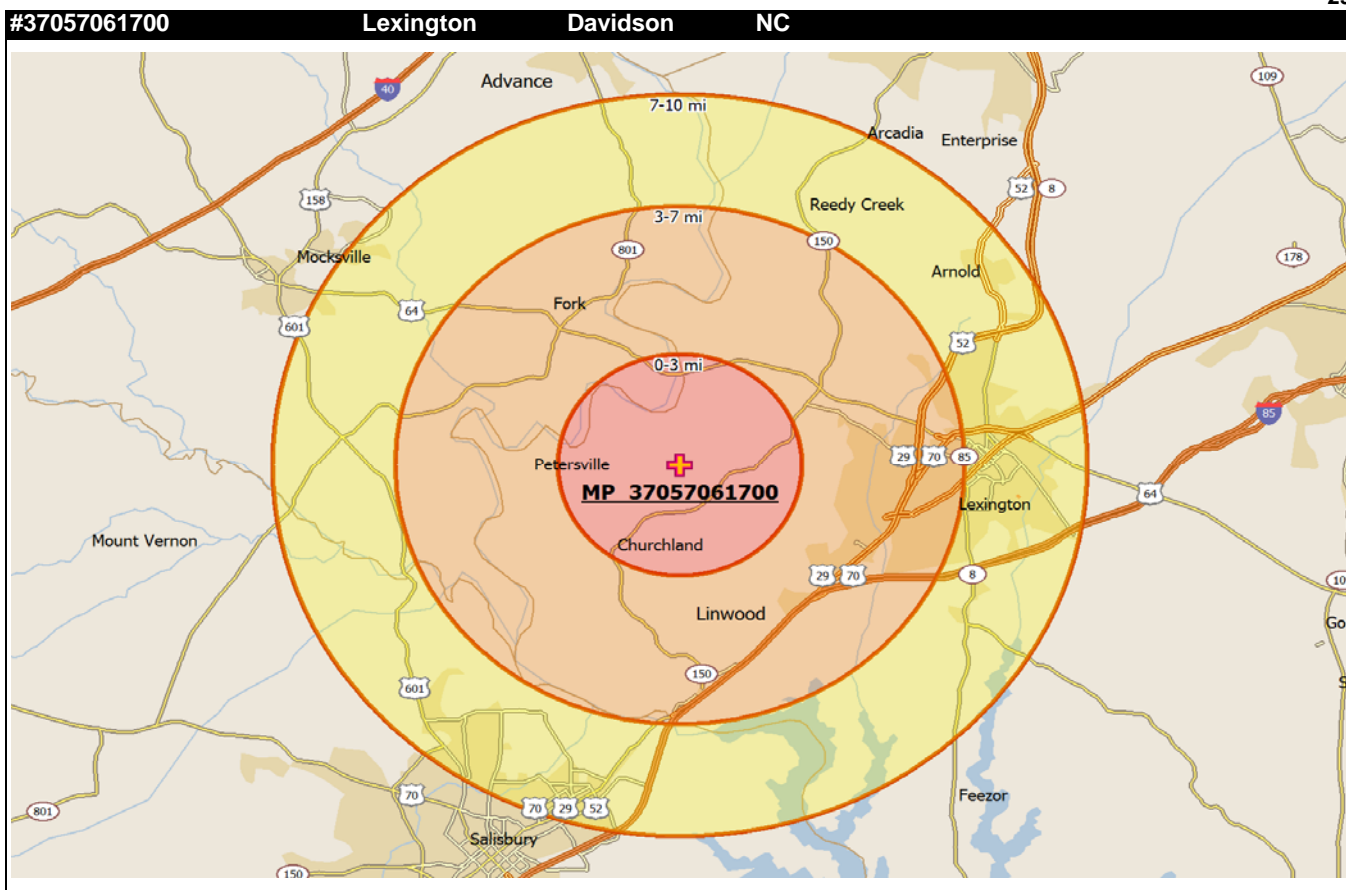 #37057061700 Lexington Davidson NC
40
Advance
7-10 mi
109
Arcadia
Enterprise
52 8
158
3-7 mi
Reedy Creek
801
150
Mocksville
178
Arnold
Fork
64
601
52
0-3 mi
85
Petersville
29 70 85
MP 37057061700
64
Lexington
Mount Vernon
Churchland
29 70
8
Linwood
150
601
70
70 29 52
Feezor
801
Salisbury
150